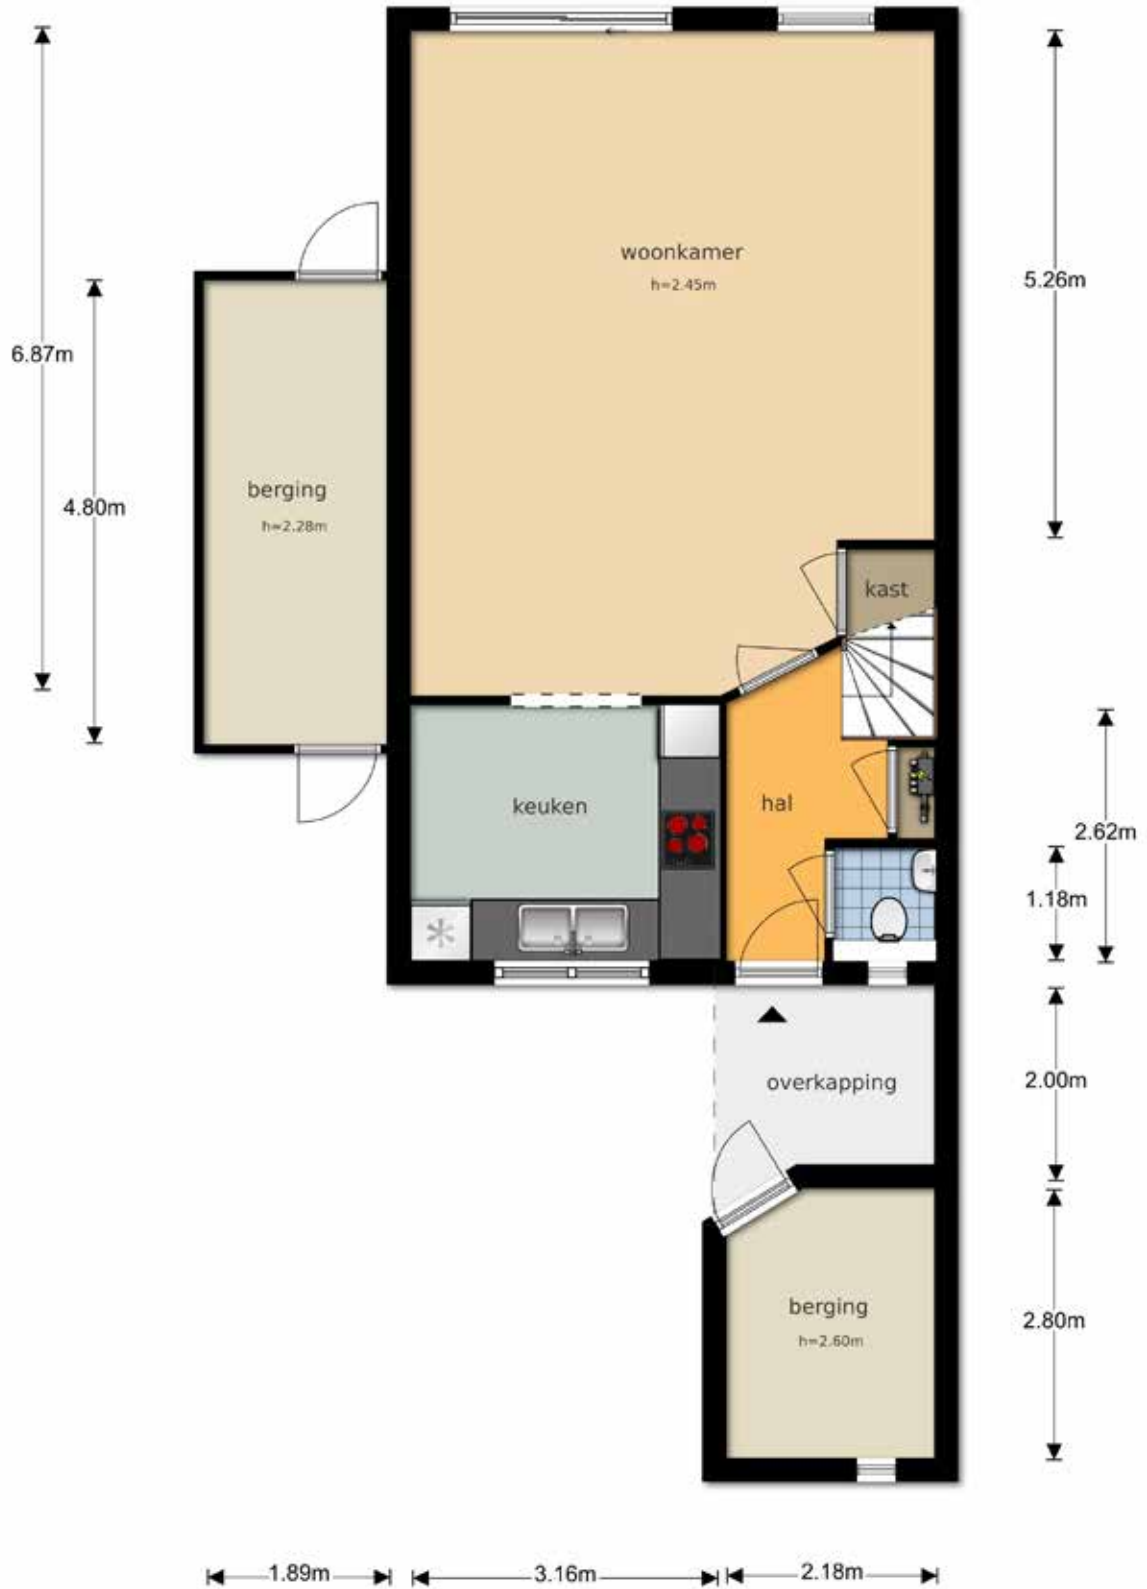 woonkamer
h=2.45m
5.26m
6.87m
berging
h=2.28m
4.80m
kast
keuken
hal
2.62m
1.18m
overkapping
2.00m
berging
h=2.60m
2.80m
1.89m
3.16m
2.18m